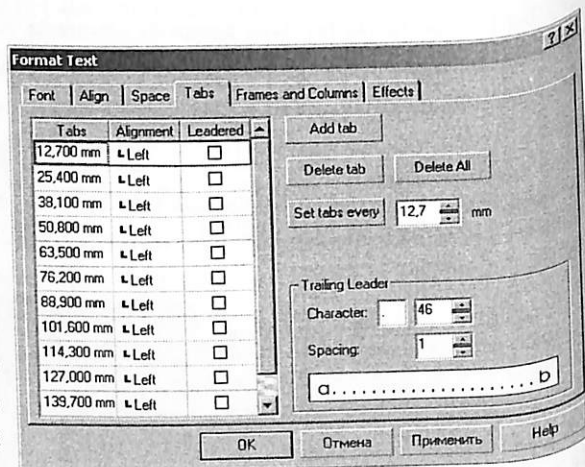 Format Text
Font Align Space Tabs Frames and Columns Effects
Tabs Alignment Leadered
12,700 mm Left
25,400 mm Left
38,100 mm Left
50,800 mm Left
63,500 mm Left
76,200 mm Left
88,900 mm Left
101,600 mm Left
114,300 mm Left
127,000 mm Left
139,700 mm Left
Add tab
Delete tab Delete All
Set tabs every 12,7 mm
Trailing Leader
Character: 46
Spacing: 1
a.....................b
OK Отмена Применить Help